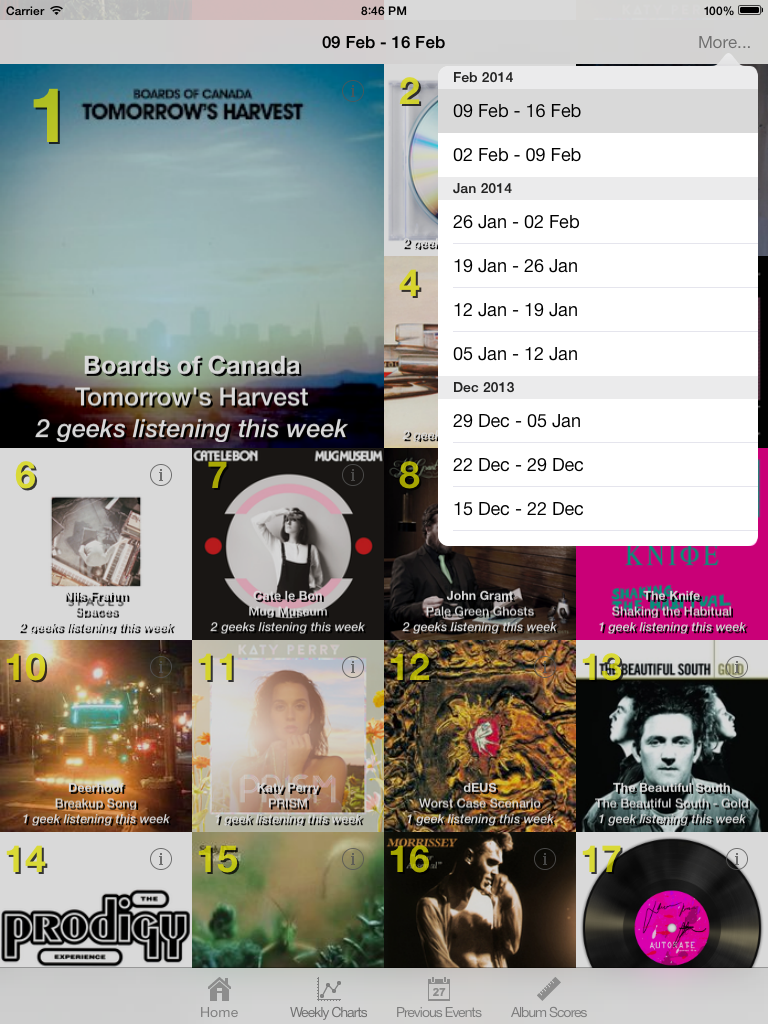 Carrier 8:46 PM 100%
09 Feb - 16 Feb More...
1
BOARDS OF CANADA
TOMORROW'S HARVEST
Boards of Canada
Tomorrow's Harvest
2 geeks listening this week
2
2 gee
4
2 gee
Feb 2014
09 Feb - 16 Feb
02 Feb - 09 Feb
Jan 2014
26 Jan - 02 Feb
19 Jan - 26 Jan
12 Jan - 19 Jan
05 Jan - 12 Jan
Dec 2013
29 Dec - 05 Jan
22 Dec - 29 Dec
15 Dec - 22 Dec
6
SPACES
Nils Frahm
Spaces
2 geeks listening this week
7
CATE LE BON MUG MUSEUM
Cate le Bon
Mug Museum
2 geeks listening this week
8
John Grant
Pale Green Ghosts
2 geeks listening this week
KNIФE
SHAKING
THE HABITUAL
The Knife
Shaking the Habitual
1 geek listening this week
10
Deerhoof
Breakup Song
1 geek listening this week
11
KATY PERRY
PRISM
Katy Perry
PRISM
1 geek listening this week
12
dEUS
Worst Case Scenario
1 geek listening this week
13
THE BEAUTIFUL SOUTH GOLD
The Beautiful South
The Beautiful South - Gold
1 geek listening this week
14
THE
prodigy
EXPERIENCE
15
16
MORRISSEY
17
AUTOSATE
Home
Weekly Charts
27
Previous Events
Album Scores